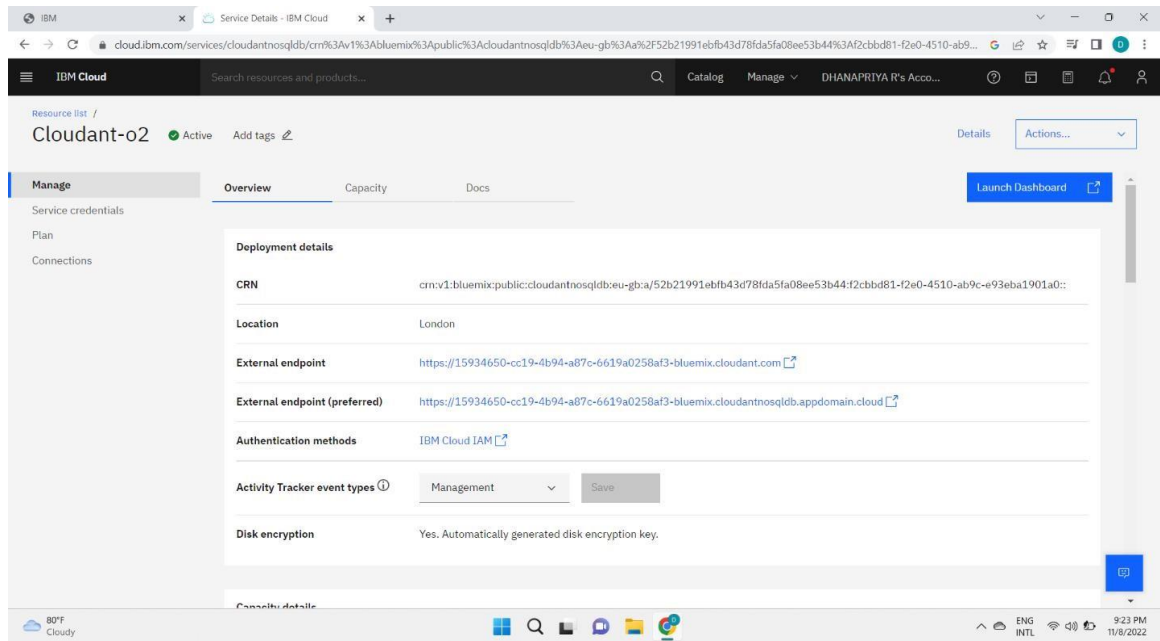 IBM
Service Details - IBM Cloud
cloud.ibm.com/services/cloudantnosqldb/crn%3Av1%3Abluemix%3Apublic%3Acloudantnosqldb%3Aeu-gb%3Aa%2F52b21991ebfb43d78fda5fa08ee53b44%3Af2cbbd81-f2e0-4510-ab9...
G
D
IBM Cloud
Search resources and products...
Catalog
Manage
DHANAPRIYA R's Acco...
Resource list /
Cloudant-o2
Active
Add tags
Details
Actions...
Manage
Service credentials
Plan
Connections
Overview
Capacity
Docs
Launch Dashboard
Deployment details
CRN
crn:v1:bluemix:public:cloudantnosqldb:eu-gb:a/52b21991ebfb43d78fda5fa08ee53b44:f2cbbd81-f2e0-4510-ab9c-e93eba1901a0::
Location
London
External endpoint
https://15934650-cc19-4b94-a87c-6619a0258af3-bluemix.cloudant.com
External endpoint (preferred)
https://15934650-cc19-4b94-a87c-6619a0258af3-bluemix.cloudantnosqldb.appdomain.cloud
Authentication methods
IBM Cloud IAM
Activity Tracker event types
Management
Save
Disk encryption
Yes. Automatically generated disk encryption key.
Capacity details
80°F
Cloudy
ENG
INTL
9:23 PM
11/8/2022